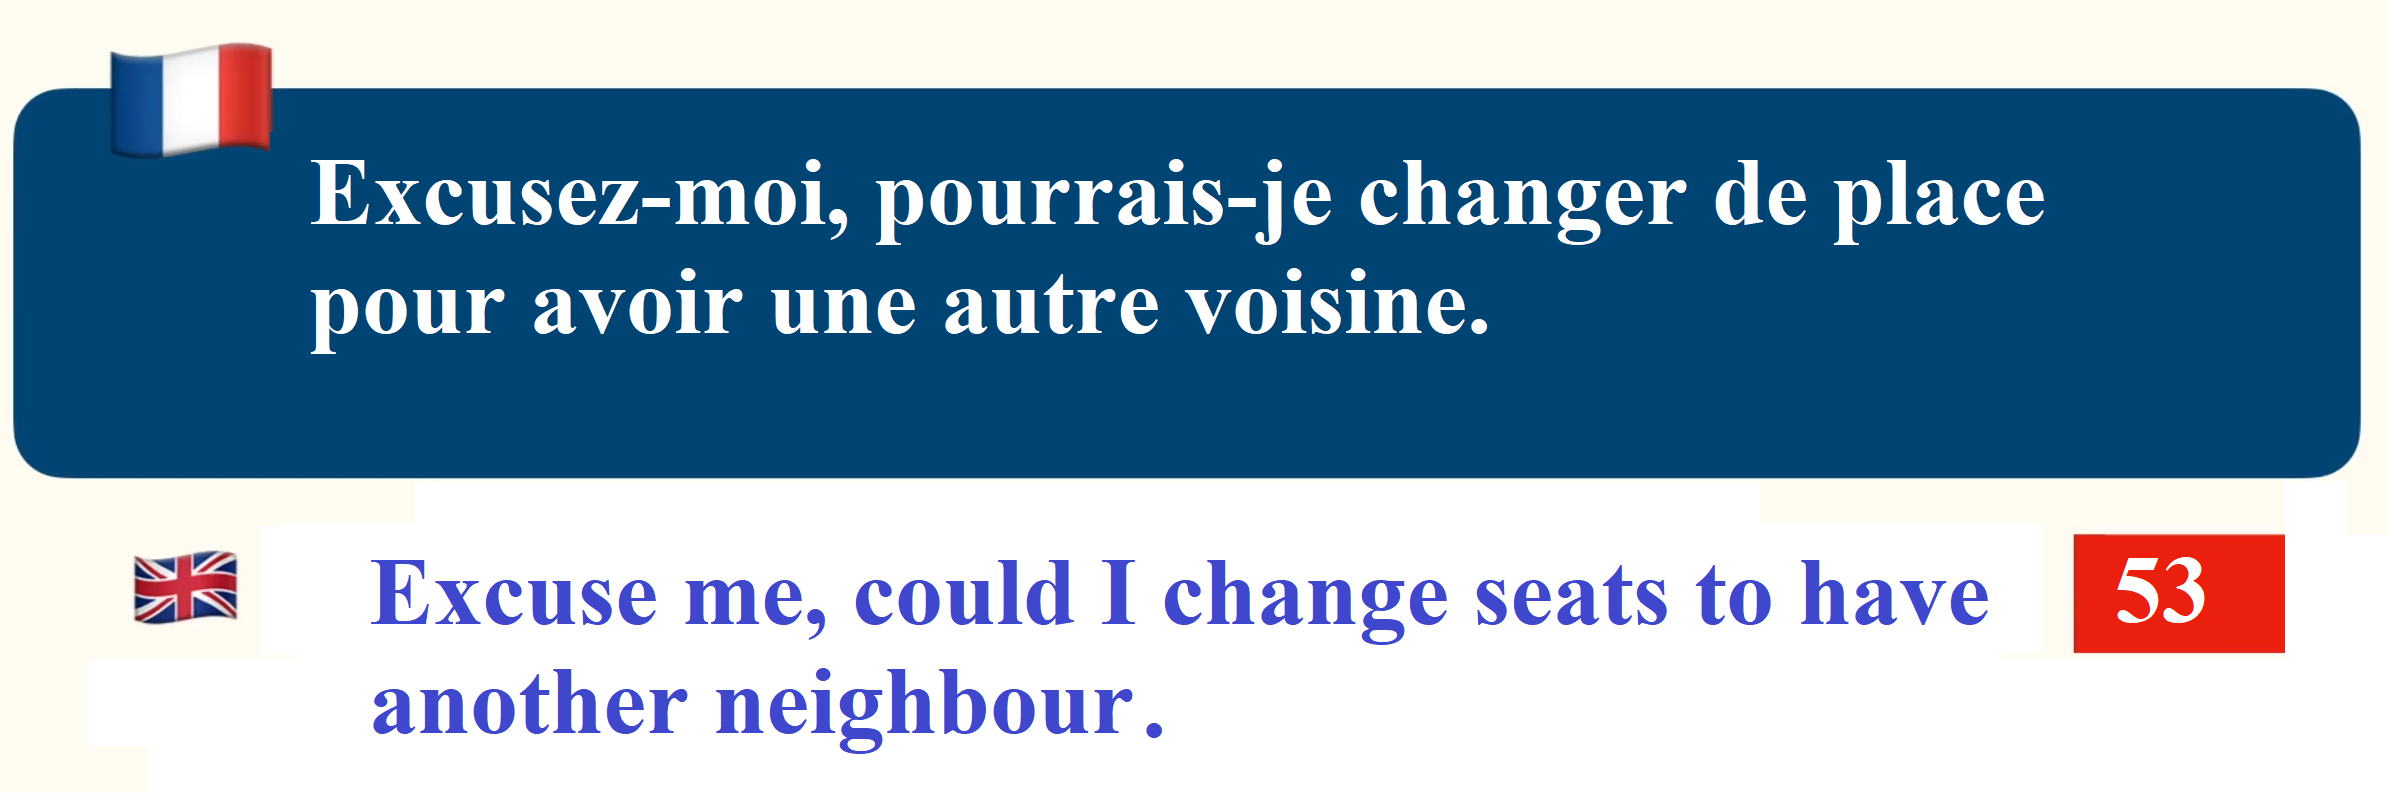 Excusez-moi, pourrais-je changer de place
pour avoir une autre voisine.
Excuse me, could I change seats to have
another neighbour.
53